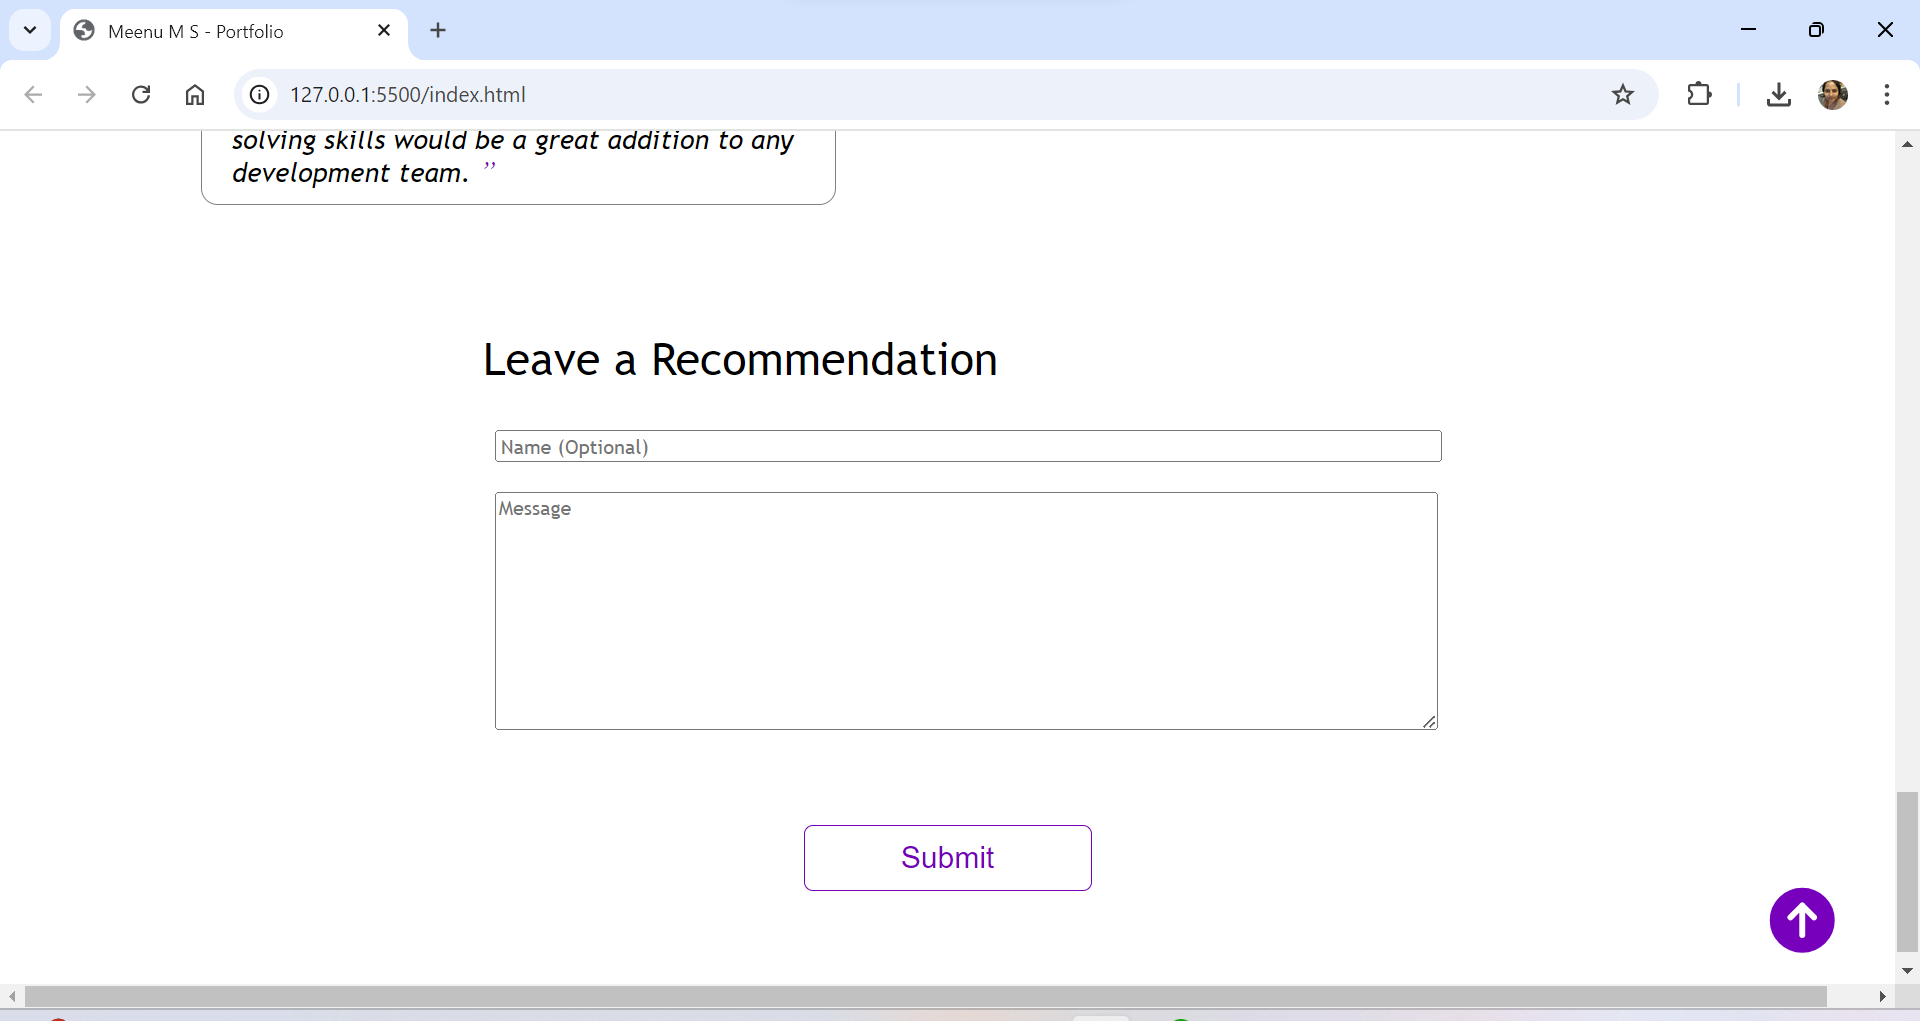 Meenu M S - Portfolio
127.0.0.1:5500/index.html
solving skills would be a great addition to any
development team. ”
Leave a Recommendation
Name (Optional)
Message
Submit